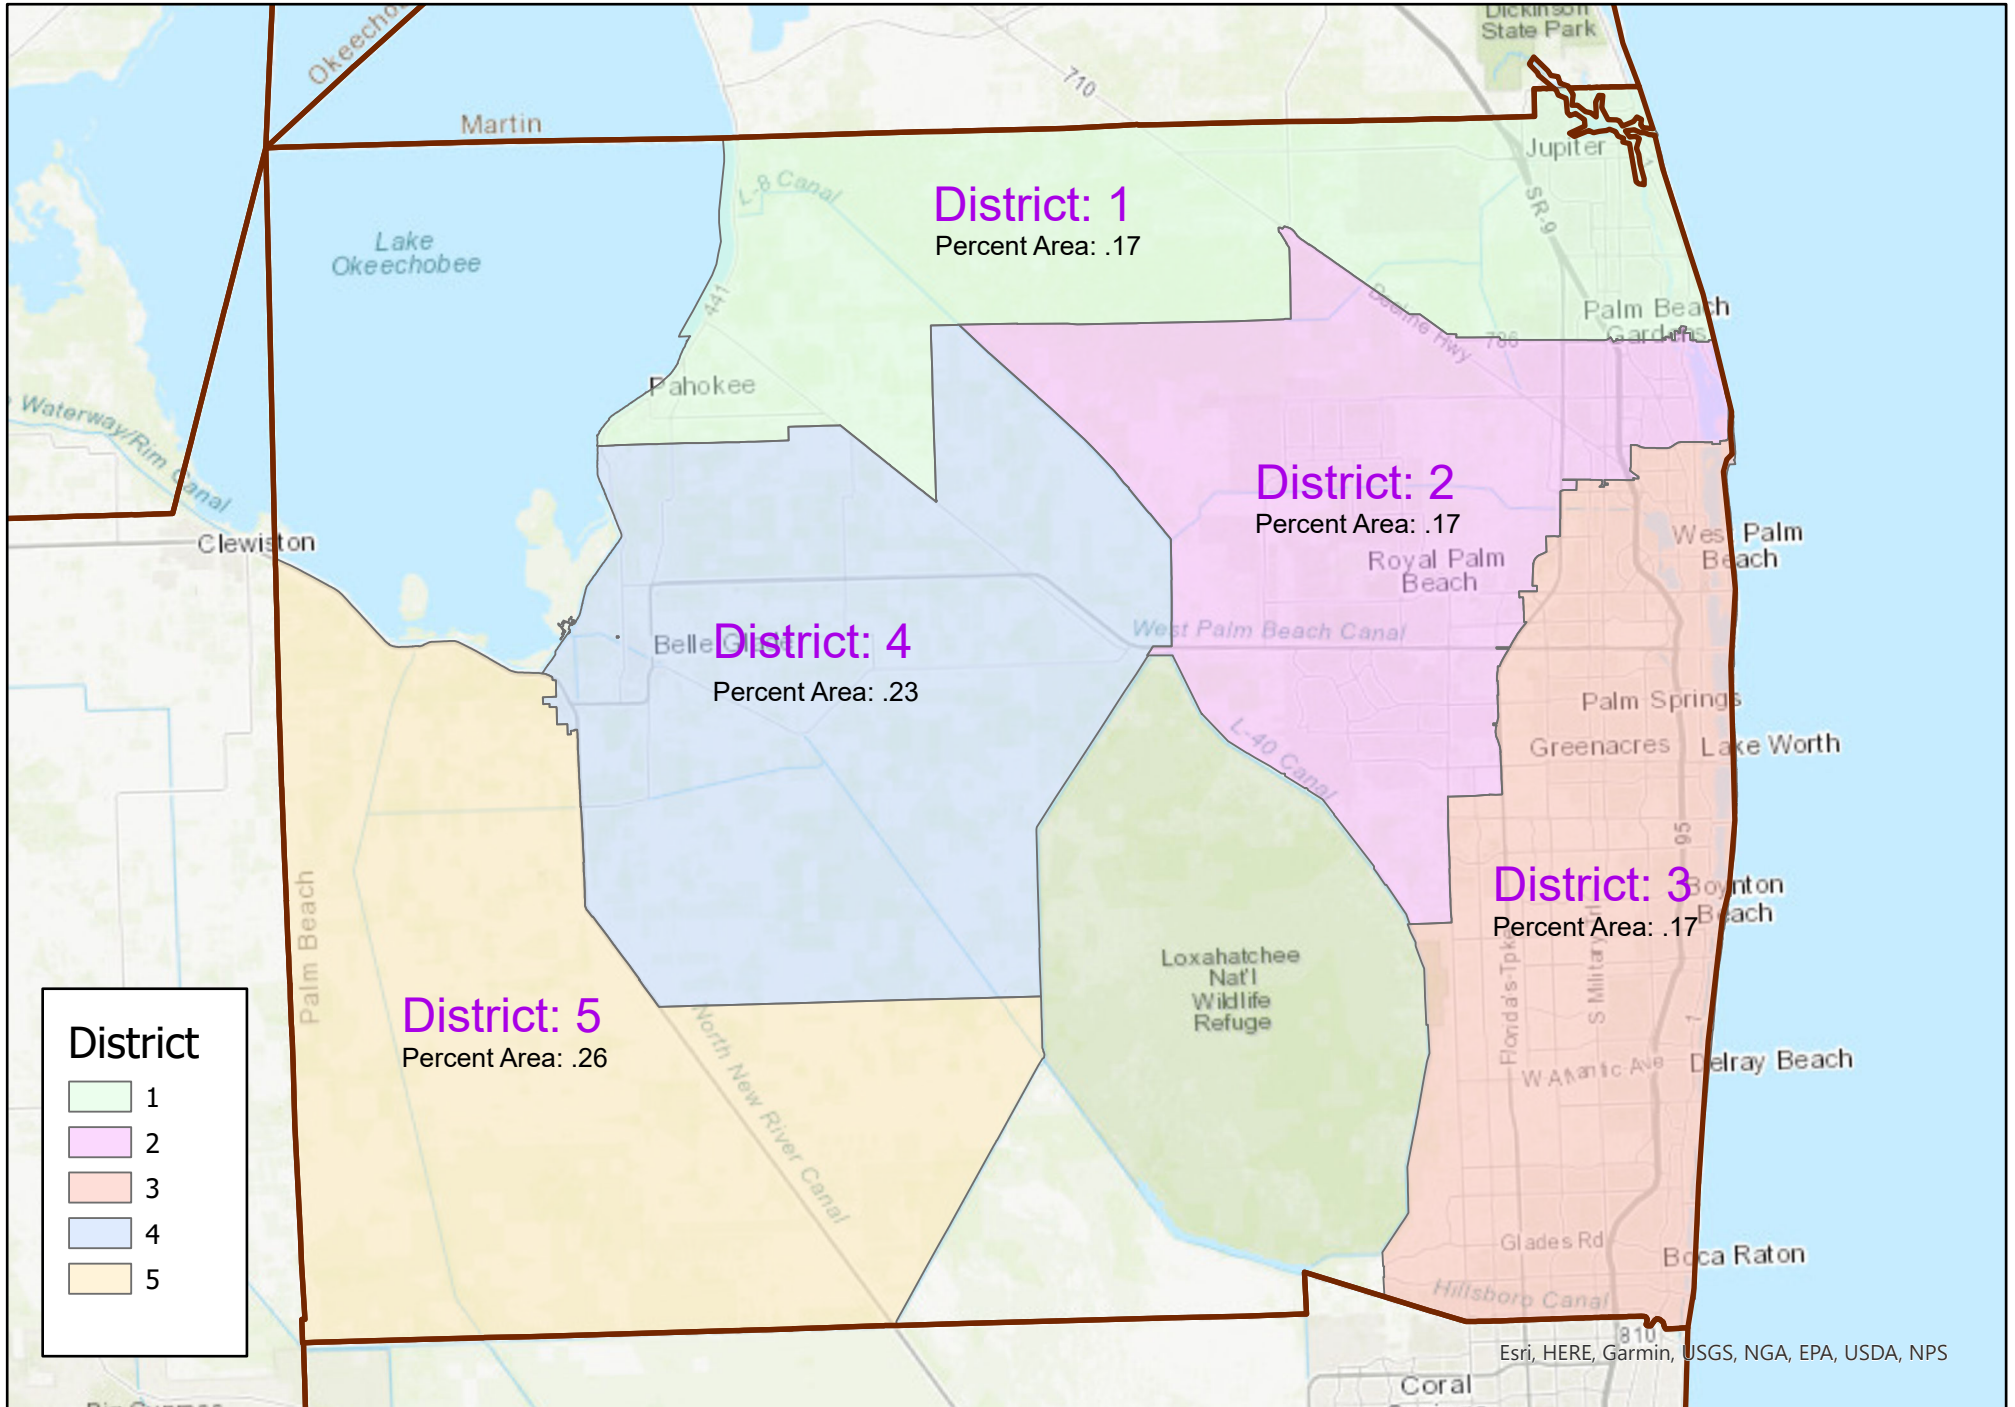 Dickinson
State Park
Okeecho
710
Martin
Jupiter
L-8 Canal
District: 1
Percent Area: .17
SR-9
1
Lake
Okeechobee
441
Palm Beach
Gardens
Beeline Hwy
786
Pahokee
Waterway/Rim Canal
District: 2
Percent Area: .17
Clewiston
West Palm
Beach
Royal Palm
Beach
West Palm Beach Canal
Belle Glade
District: 4
Percent Area: .23
Palm Springs
L-40 Canal
Greenacres
Lake Worth
95
District: 3
Percent Area: .17
Boynton
Beach
Palm Beach
Florida's Tpke
S Military Trl
Loxahatchee
Nat'l
Wildlife
Refuge
District: 5
Percent Area: .26
North New River Canal
1
W Atlantic Ave
Delray Beach
District
1
2
3
4
5
Glades Rd
Boca Raton
Hillsboro Canal
810
Esri, HERE, Garmin, USGS, NGA, EPA, USDA, NPS
Coral